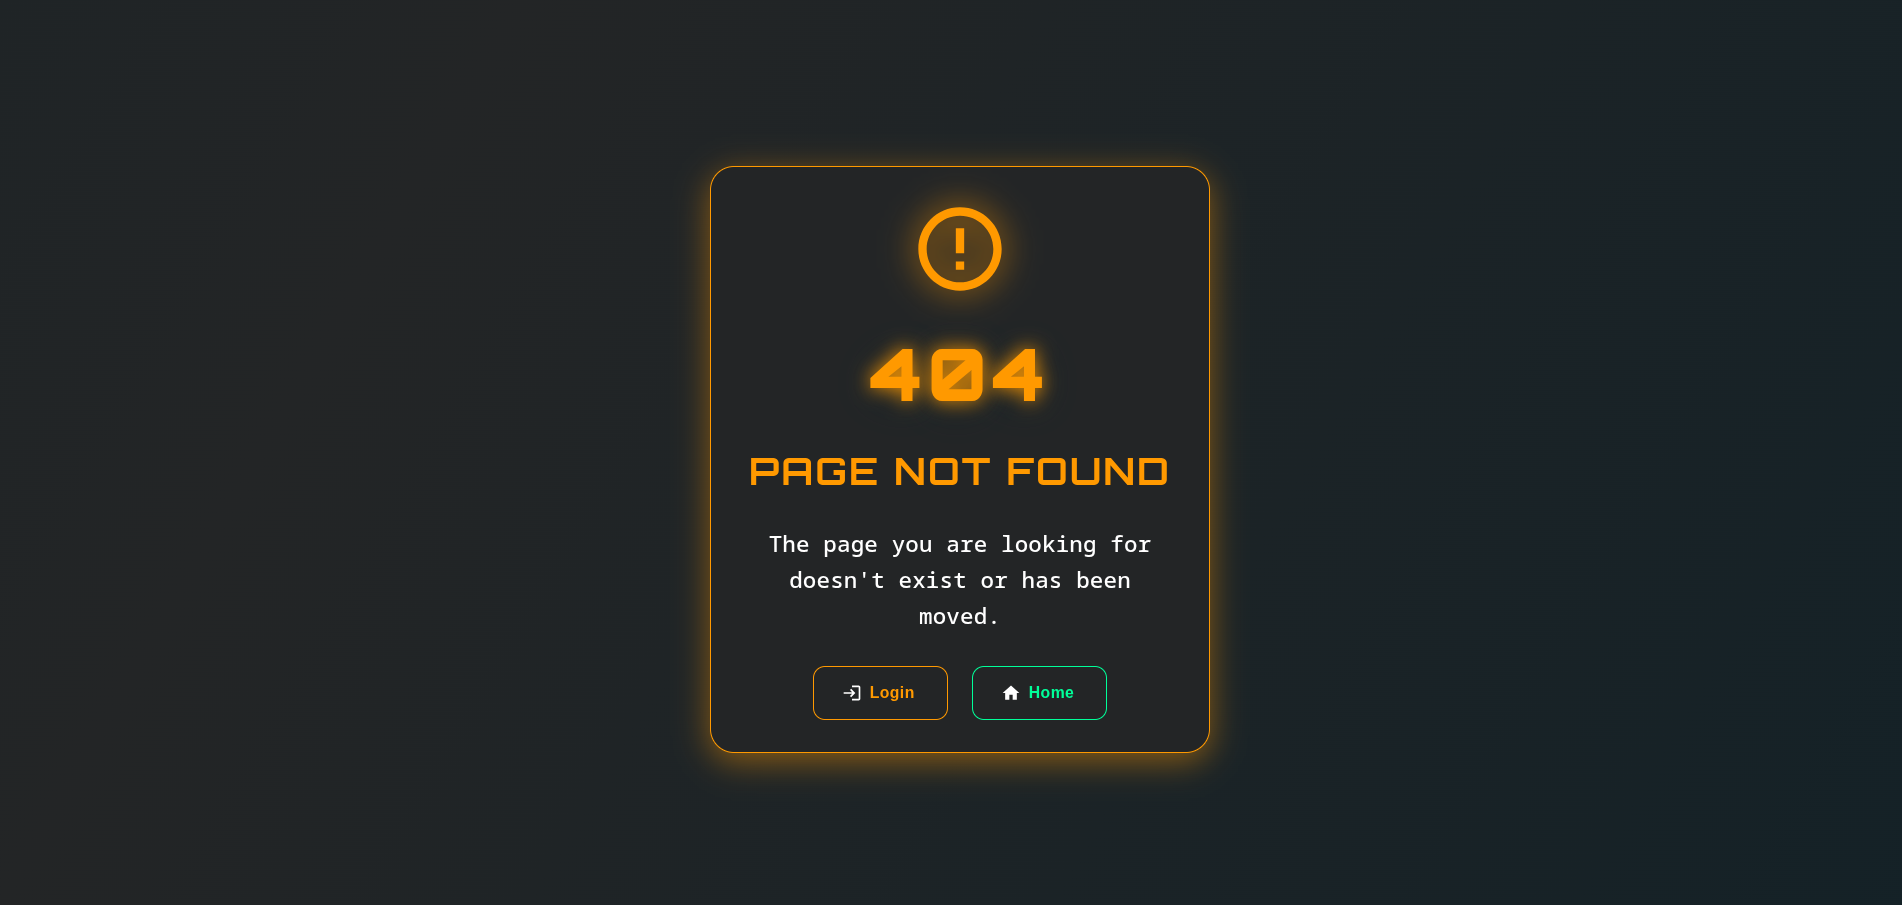 404
PAGE NOT FOUND
The page you are looking for
doesn't exist or has been
moved.
Login
Home